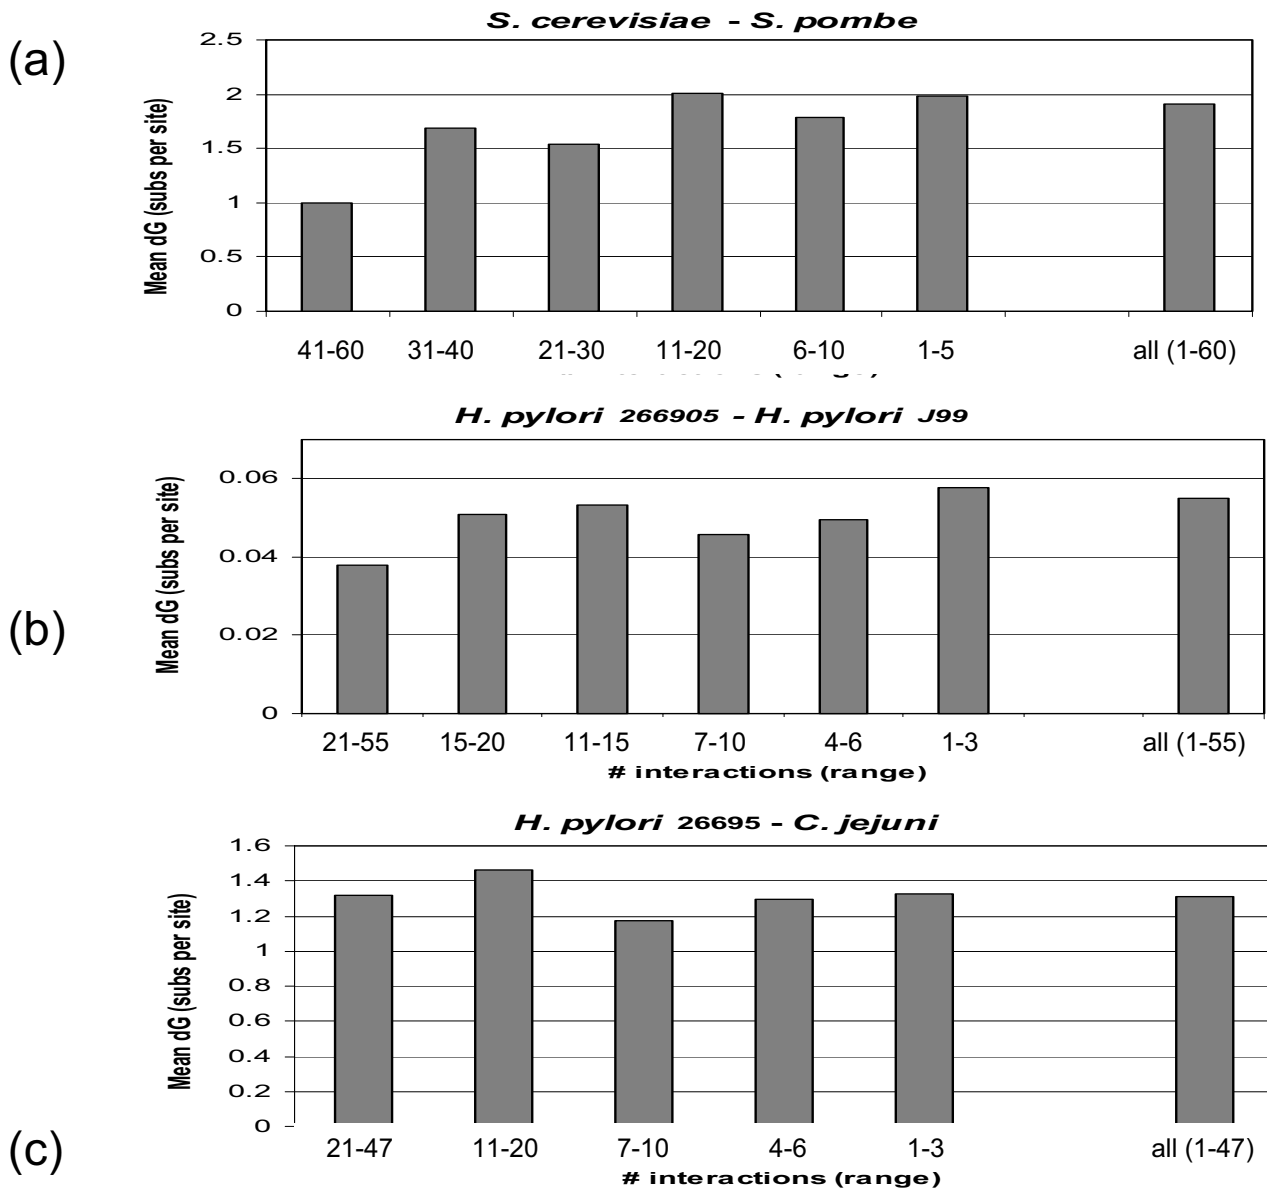 (a)
S. cerevisiae - S. pombe
Mean dG (subs per site)
2.5
2
1.5
1
0.5
0
41-60 31-40 21-30 11-20 6-10 1-5 all (1-60)
(b)
H. pylori 266905 - H. pylori J99
Mean dG (subs per site)
0.06
0.04
0.02
0
21-55 15-20 11-15 7-10 4-6 1-3 all (1-55)
# interactions (range)
(c)
H. pylori 26695 - C. jejuni
Mean dG (subs per site)
1.6
1.4
1.2
1
0.8
0.6
0.4
0.2
0
21-47 11-20 7-10 4-6 1-3 all (1-47)
# interactions (range)